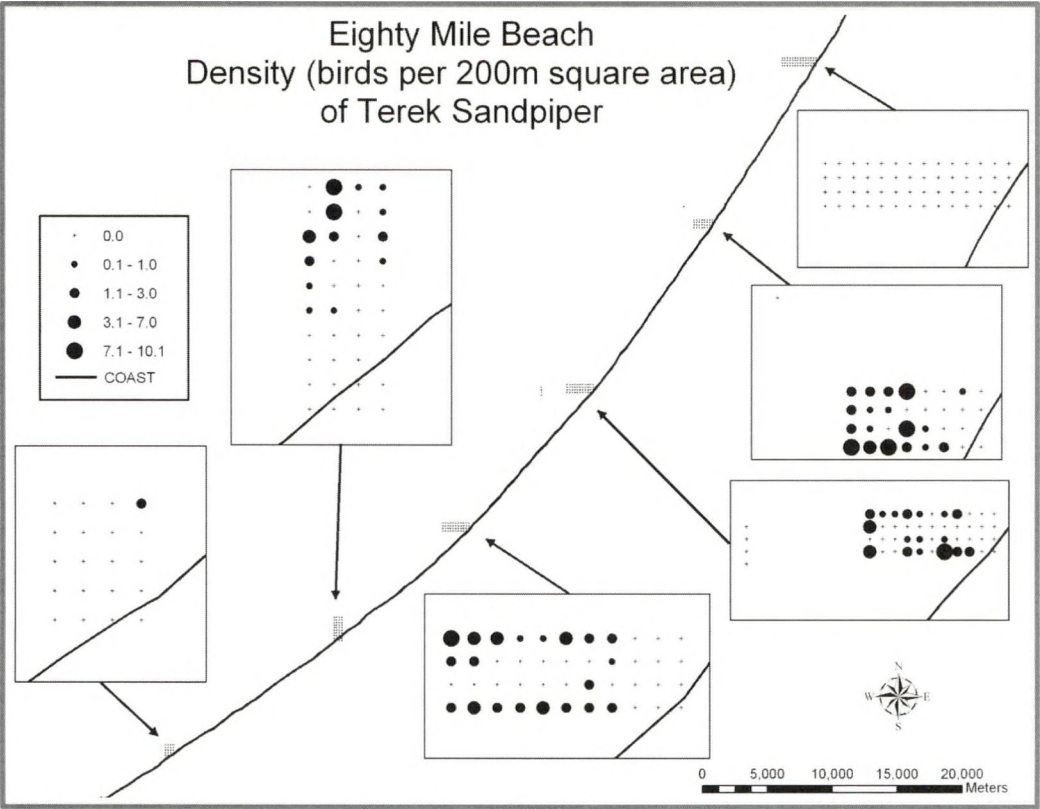 Eighty Mile Beach
Density (birds per 200m square area)
of Terek Sandpiper
0.0
0.1 - 1.0
1.1 - 3.0
3.1 - 7.0
7.1 - 10.1
COAST
N
W E
S
0 5,000 10,000 15,000 20,000
Meters